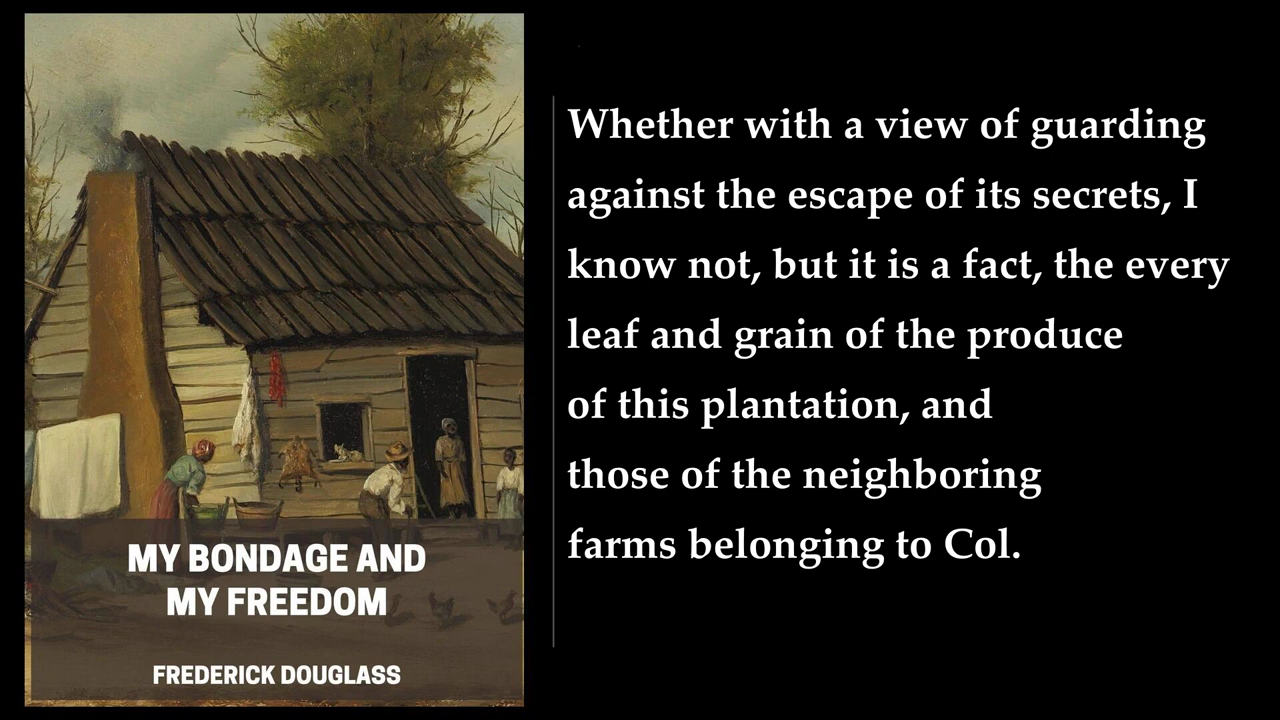 MY BONDAGE AND
MY FREEDOM
FREDERICK DOUGLASS
Whether with a view of guarding
against the escape of its secrets, I
know not, but it is a fact, the every
leaf and grain of the produce
of this plantation, and
those of the neighboring
farms belonging to Col.